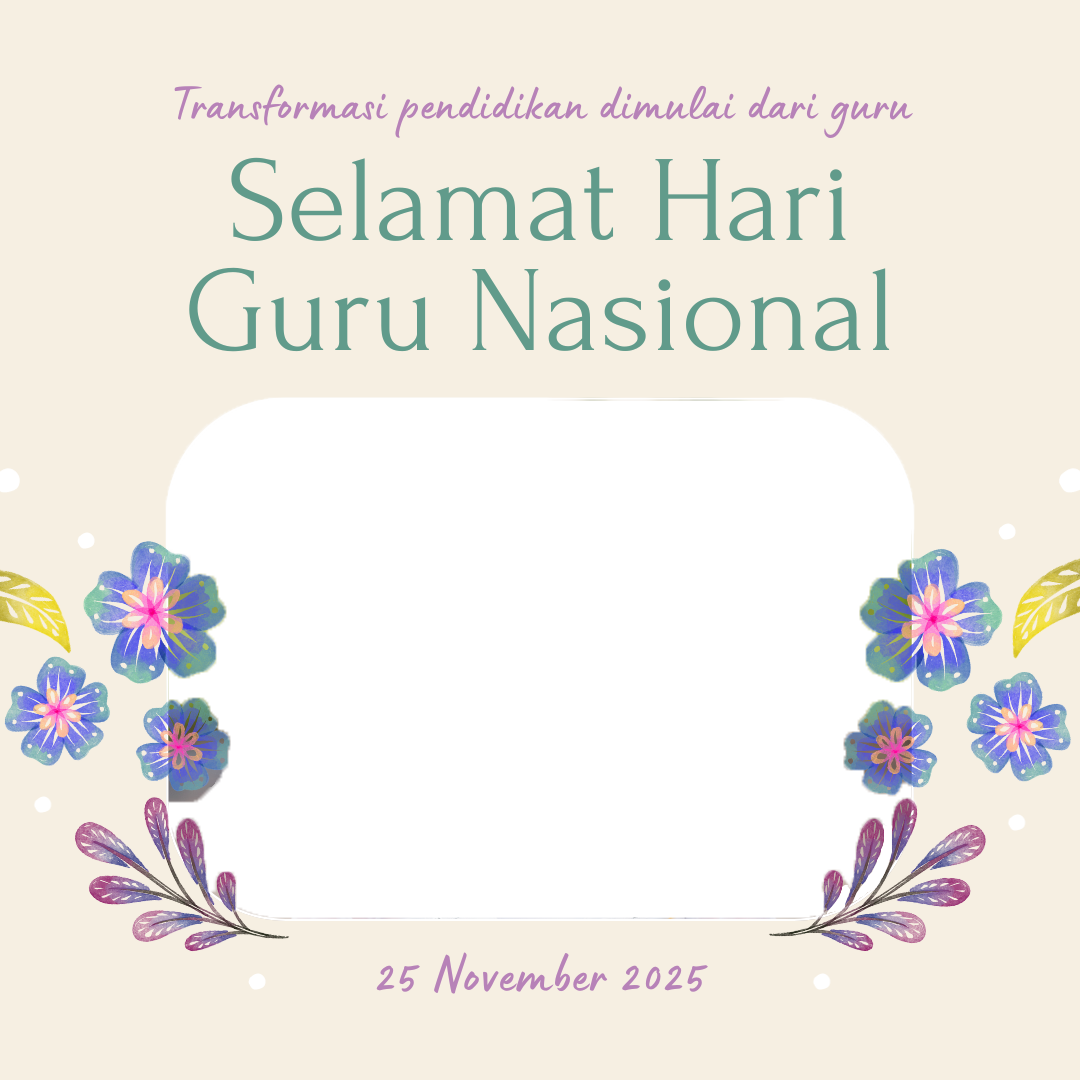 Transformasi pendidikan dimulai dari guru
Selamat Hari
Guru Nasional
25 November 2025